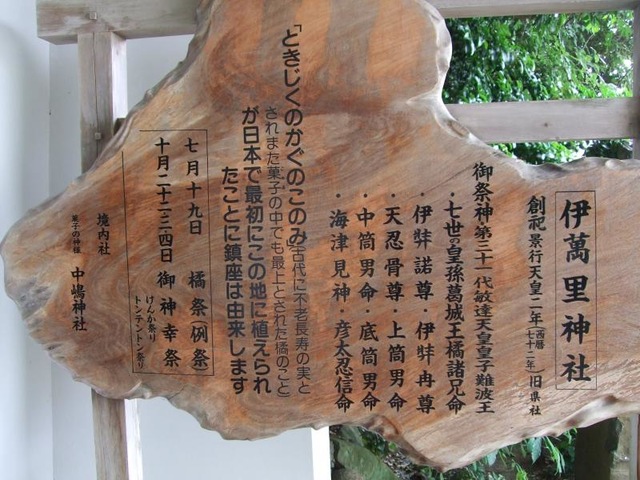 伊萬里神社
創祀景行天皇二年(西暦七十二年)旧県社
御祭神第三十一代敏達天皇皇子難波王
・七世の皇孫葛城王橘諸兄命
・伊弉諾尊・伊弉冉尊
・天忍骨尊・上筒男命
・中筒男命・底筒男命
・海津見神・彦太忍信命
「ときじくのかぐのこのみ」古代に不老長寿の実と
されまた菓子の中でも最上とされた橘のこと
が日本で最初にこの地に植えられ
たことに鎮座は由来します
七月十九日 橘祭(例祭)
十月二十二三四日御神幸祭
けんか祭り
トンテントン祭り
境内社
菓子の神様 中嶋神社